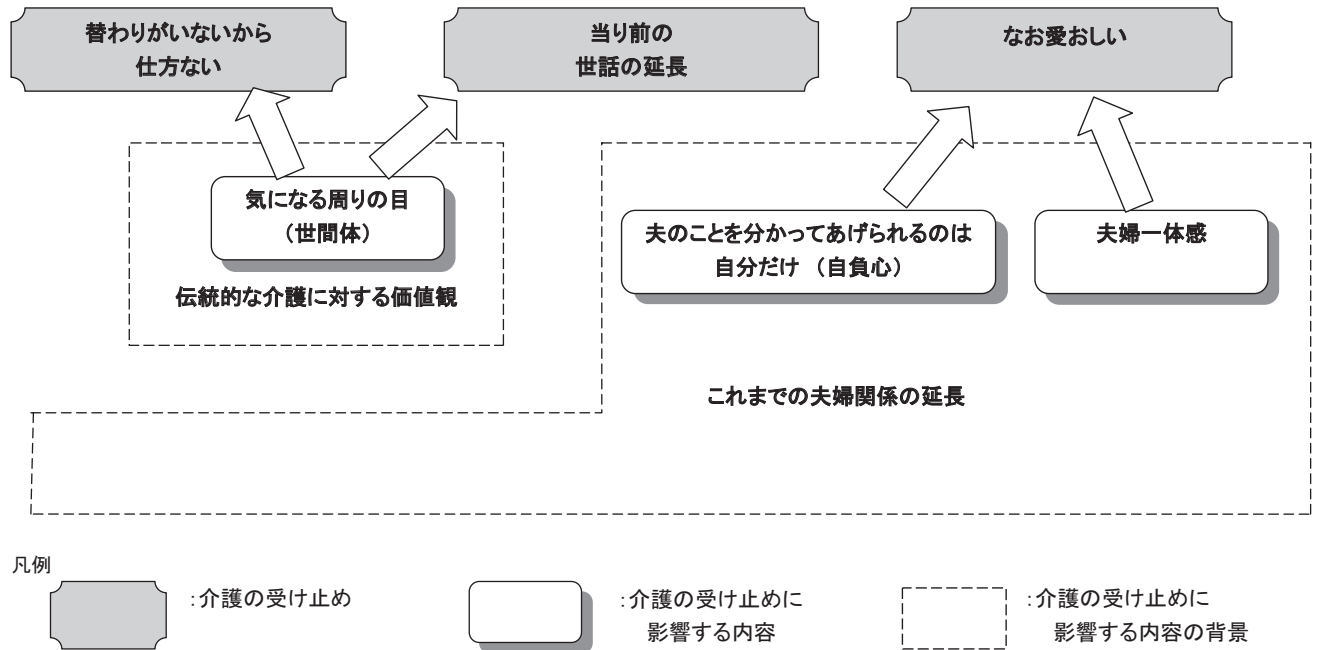 替わりがいないから
仕方ない
当り前の
世話の延長
なお愛おしい
気になる周りの目
（世間体）
伝統的な介護に対する価値観
夫のことを分かってあげられるのは
自分だけ （自負心）
夫婦一体感
これまでの夫婦関係の延長
凡例
:介護の受け止め
:介護の受け止めに
影響する内容
:介護の受け止めに
影響する内容の背景